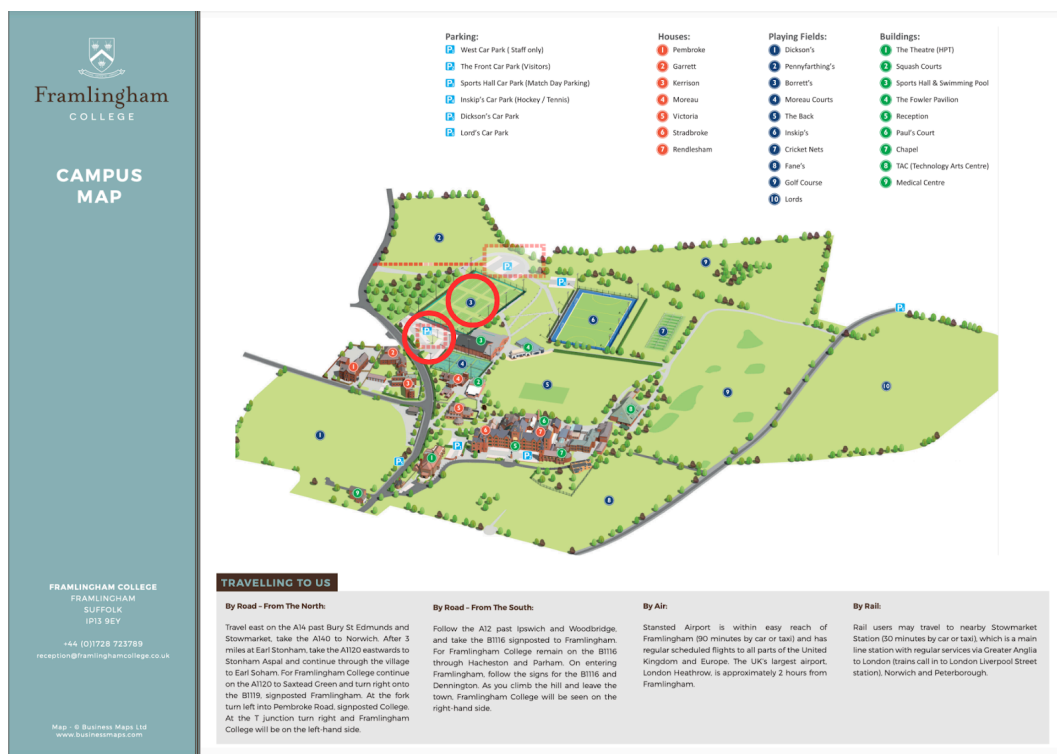 Framlingham
COLLEGE
CAMPUS
MAP
FRAMLINGHAM COLLEGE
FRAMLINGHAM
SUFFOLK
IP13 9EY
+44 (0)1728 723789
reception@framlinghamcollege.co.uk
Map - © Business Maps Ltd
www.businessmaps.com
Parking:
West Car Park ( Staff only)
The Front Car Park (Visitors)
Sports Hall Car Park (Match Day Parking)
Inskip's Car Park (Hockey / Tennis)
Dickson's Car Park
Lord's Car Park
Houses:
1 Pembroke
2 Garrett
3 Kerrison
4 Moreau
5 Victoria
6 Stradbroke
7 Rendlesham
Playing Fields:
1 Dickson's
2 Pennyfarthing's
3 Borrett's
4 Moreau Courts
5 The Back
6 Inskip's
7 Cricket Nets
8 Fane's
9 Golf Course
10 Lords
Buildings:
1 The Theatre (HPT)
2 Squash Courts
3 Sports Hall & Swimming Pool
4 The Fowler Pavilion
5 Reception
6 Paul's Court
7 Chapel
8 TAC (Technology Arts Centre)
9 Medical Centre
TRAVELLING TO US
By Road – From The North:
Travel east on the A14 past Bury St Edmunds and
Stowmarket, take the A140 to Norwich. After 3
miles at Earl Stonham, take the A1120 eastwards to
Stonham Aspal and continue through the village
to Earl Soham. For Framlingham College continue
on the A1120 to Saxtead Green and turn right onto
the B1119, signposted Framlingham. At the fork
turn left into Pembroke Road, signposted College.
At the T junction turn right and Framlingham
College will be on the left-hand side.
By Road – From The South:
Follow the A12 past Ipswich and Woodbridge,
and take the B1116 signposted to Framlingham.
For Framlingham College remain on the B1116
through Hacheston and Parham. On entering
Framlingham, follow the signs for the B1116 and
Dennington. As you climb the hill and leave the
town, Framlingham College will be seen on the
right-hand side.
By Air:
Stansted Airport is within easy reach of
Framlingham (90 minutes by car or taxi) and has
regular scheduled flights to all parts of the United
Kingdom and Europe. The UK's largest airport,
London Heathrow, is approximately 2 hours from
Framlingham.
By Rail:
Rail users may travel to nearby Stowmarket
Station (30 minutes by car or taxi), which is a main
line station with regular services via Greater Anglia
to London (trains call in to London Liverpool Street
station), Norwich and Peterborough.